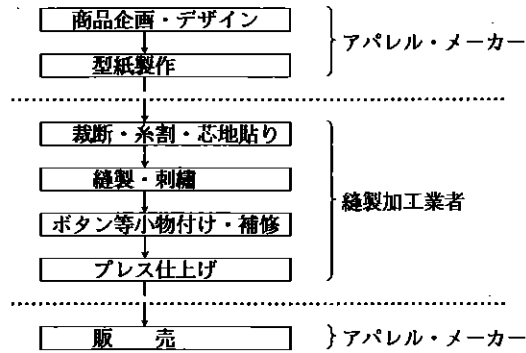 商品企画・デザイン
型紙製作
アパレル・メーカー
裁断・糸割・芯地貼り
縫製・刺繍
ボタン等小物付け・補修
プレス仕上げ
縫製加工業者
販 売
アパレル・メーカー